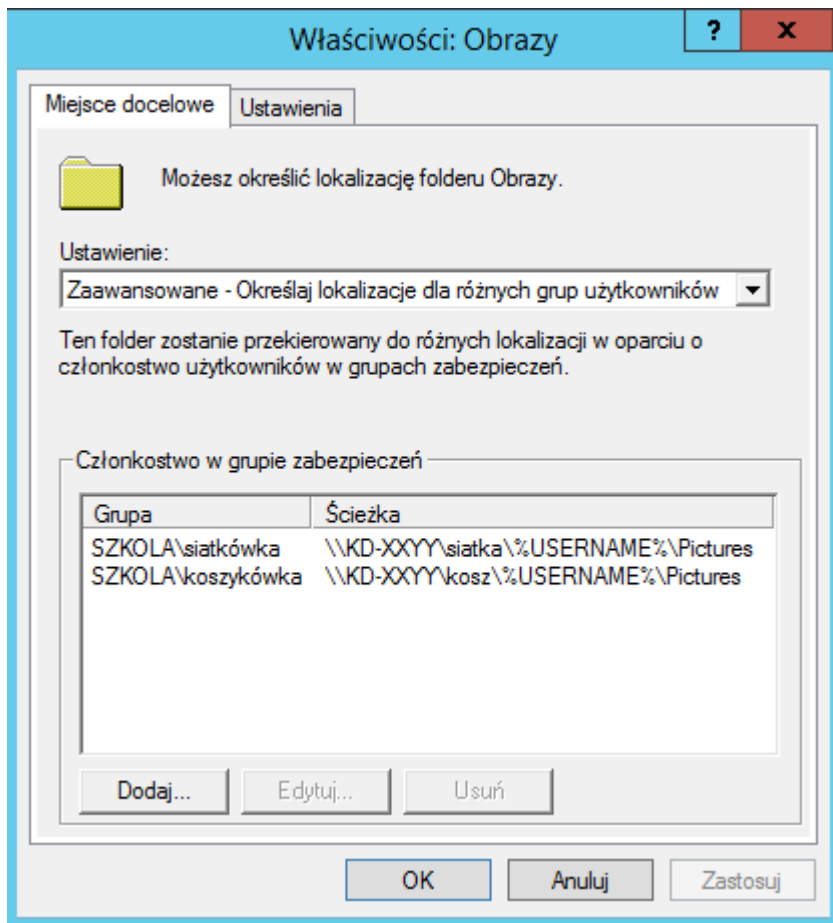 Właściwości: Obrazy
?
x
Miejsce docelowe
Ustawienia
Możesz określić lokalizację folderu Obrazy.
Ustawienie:
Zaawansowane - Określaj lokalizacje dla różnych grup użytkowników
Ten folder zostanie przekierowany do różnych lokalizacji w oparciu o
członkostwo użytkowników w grupach zabezpieczeń.
Członkostwo w grupie zabezpieczeń
Grupa Ścieżka
SZKOLA\siatkówka \\KD-XXYY\siatka\%USERNAME%\Pictures
SZKOLA\koszykówka \\KD-XXYY\kosz\%USERNAME%\Pictures
Dodaj... Edytuj... Usuń
OK Anuluj Zastosuj